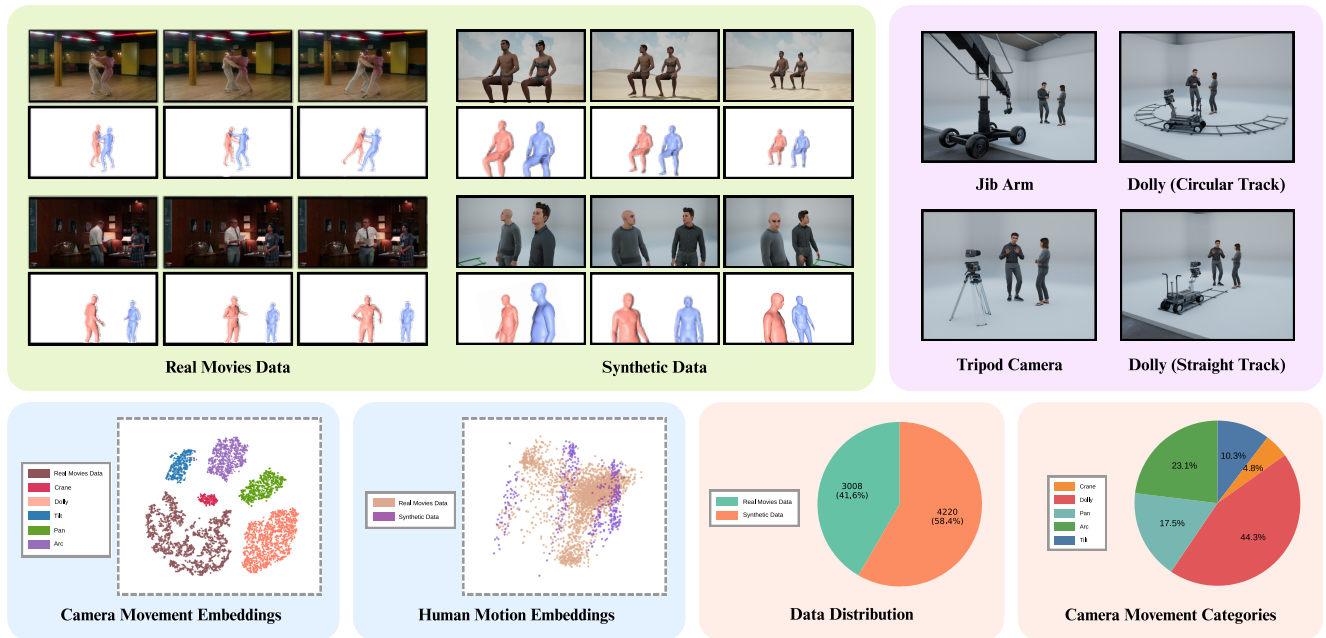 Real Movies Data
Synthetic Data
Jib Arm
Dolly (Circular Track)
Tripod Camera
Dolly (Straight Track)
Real Movies Data
Crane
Dolly
Tilt
Pan
Arc
Camera Movement Embeddings
Real Movies Data
Synthetic Data
Human Motion Embeddings
Real Movies Data
Synthetic Data
3008
(41,6%)
4220
(58.4%)
Data Distribution
Crane
Dolly
Pan
Arc
Tilt
10.3%
4.8%
23.1%
17.5%
44.3%
Camera Movement Categories